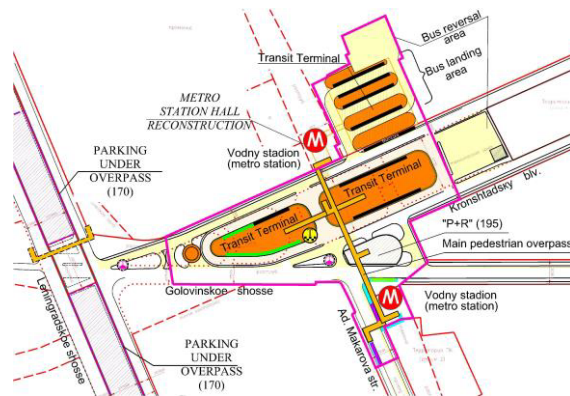 Bus reversal
area
Transit Terminal
Bus landing
area
METRO
STATION HALL
RECONSTRUCTION
M
Vodny stadion
(metro station)
PARKING
UNDER
OVERPASS
(170)
Transit Terminal
Kronshtadsky blv.
Transit Terminal
"P+R" (195)
Main pedestrian overpass
Golovinskoe shosse
M
Vodny stadion
(metro station)
Leningradskoe shosse
Ad. Makarova str.
PARKING
UNDER
OVERPASS
(170)